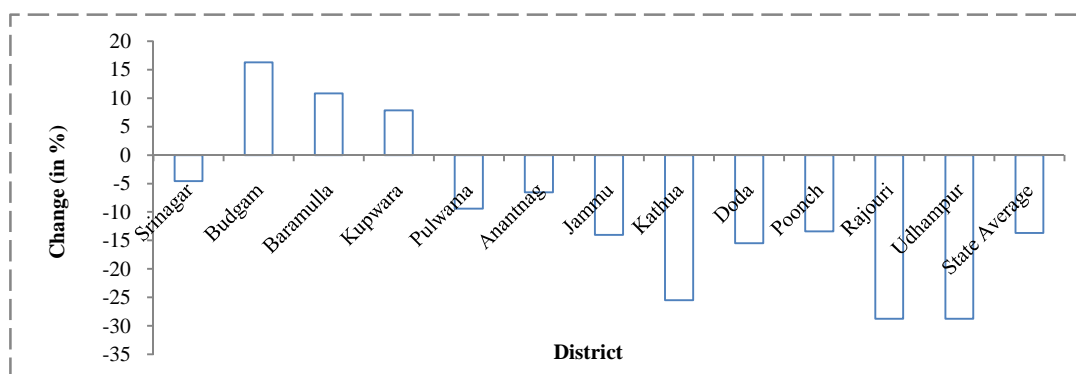 Change (in %)
20
15
10
5
0
-5
-10
-15
-20
-25
-30
-35
Srinagar
Budgam
Baramulla
Kupwara
Pulwama
Anantnag
Jammu
Kathua
Doda
Poonch
Rajouri
Udhampur
State Average
District